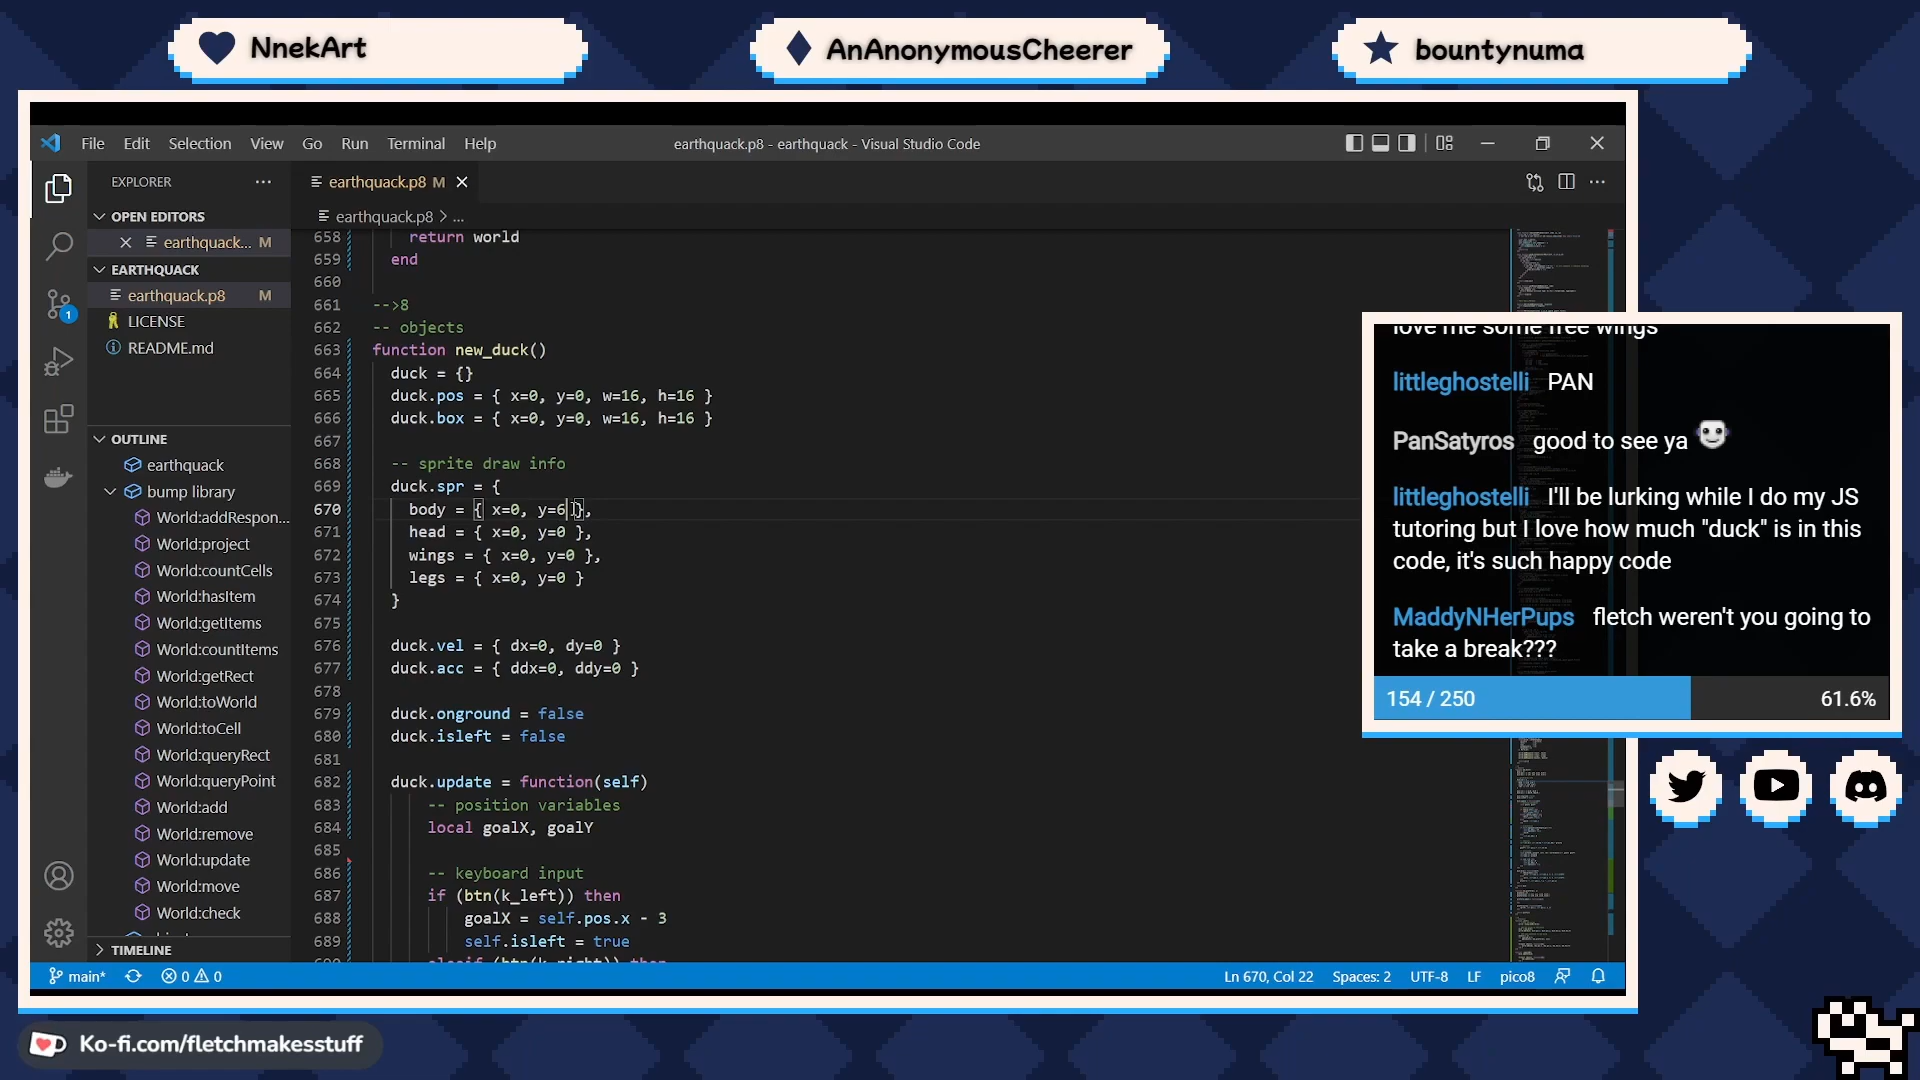 NnekArt
AnAnonymousCheerer
bountynuma
File Edit Selection View Go Run Terminal Help
earthquack.p8 - earthquack - Visual Studio Code
EXPLORER
earthquack.p8 M
OPEN EDITORS
earthquack... M
EARTHQUACK
earthquack.p8 M
LICENSE
README.md
1
OUTLINE
earthquack
bump library
World:addRespon...
World:project
World:countCells
World:hasItem
World:getItems
World:countItems
World:getRect
World:toWorld
World:toCell
World:queryRect
World:queryPoint
World:add
World:remove
World:update
World:move
World:check
TIMELINE
earthquack.p8 > ...
658 return world
659 end
660
661 -->8
662 -- objects
663 function new_duck()
664 duck = {}
665 duck.pos = { x=0, y=0, w=16, h=16 }
666 duck.box = { x=0, y=0, w=16, h=16 }
667
668 -- sprite draw info
669 duck.spr = {
670 body = { x=0, y=6 },
671 head = { x=0, y=0 },
672 wings = { x=0, y=0 },
673 legs = { x=0, y=0 }
674 }
675
676 duck.vel = { dx=0, dy=0 }
677 duck.acc = { ddx=0, ddy=0 }
678
679 duck.onground = false
680 duck.isleft = false
681
682 duck.update = function(self)
683 -- position variables
684 local goalX, goalY
685
686 -- keyboard input
687 if (btn(k_left)) then
688 goalX = self.pos.x - 3
689 self.isleft = true
690 elseif (btn(k_right)) then
love me some free wings
littleghostelli PAN
PanSatyros good to see ya
littleghostelli I'll be lurking while I do my JS
tutoring but I love how much "duck" is in this
code, it's such happy code
MaddyNHerPups fletch weren't you going to
take a break???
154 / 250 61.6%
main* 0 0
Ln 670, Col 22 Spaces: 2 UTF-8 LF pico8
Ko-fi.com/fletchmakesstuff